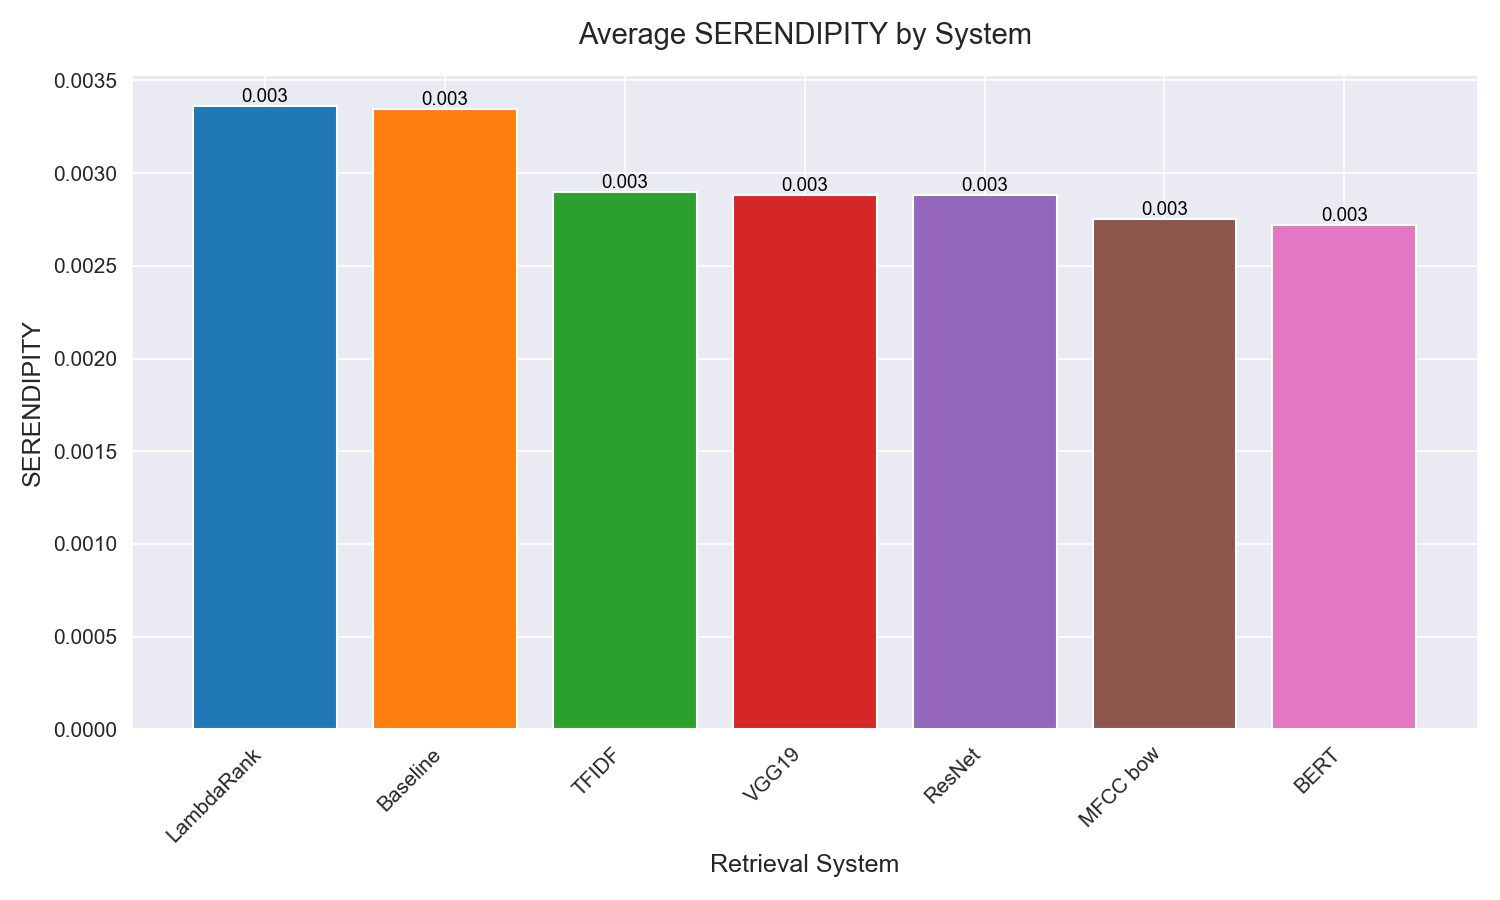 Average SERENDIPITY by System
SERENDIPITY
0.0035
0.0030
0.0025
0.0020
0.0015
0.0010
0.0005
0.0000
0.003
0.003
0.003
0.003
0.003
0.003
0.003
LambdaRank
Baseline
TFIDF
VGG19
ResNet
MFCC bow
BERT
Retrieval System